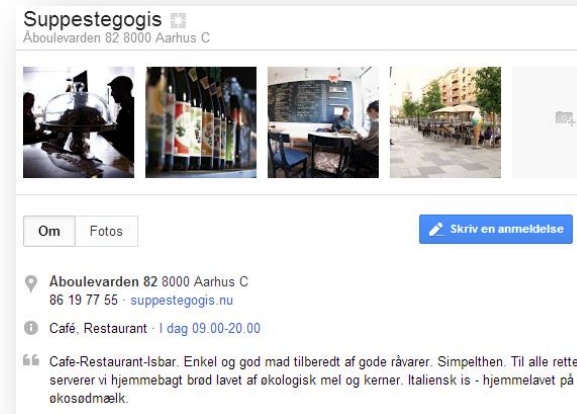 Suppestegogis
Åboulevarden 82 8000 Aarhus C
Om
Fotos
Skriv en anmeldelse
Åboulevarden 82 8000 Aarhus C
86 19 77 55 · suppestegogis.nu
Café, Restaurant · I dag 09.00-20.00
Cafe-Restaurant-Isbar. Enkel og god mad tilberedt af gode råvarer. Simpelthen. Til alle rette
serverer vi hjemmebagt brød lavet af økologisk mel og kerner. Italiensk is - hjemmelavet på
økosødmælk.